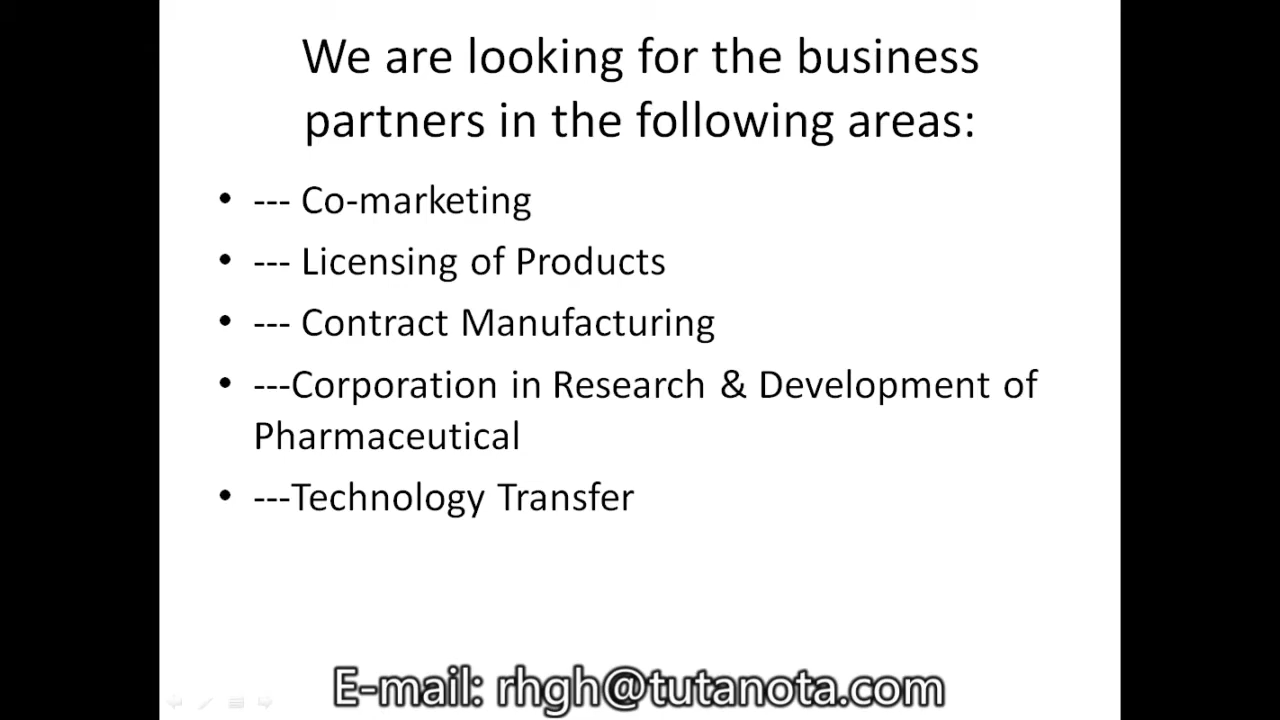 We are looking for the business
partners in the following areas:
• --- Co-marketing
• --- Licensing of Products
• --- Contract Manufacturing
• ---Corporation in Research & Development of
Pharmaceutical
• ---Technology Transfer
E-mail: rhgh@tutanota.com